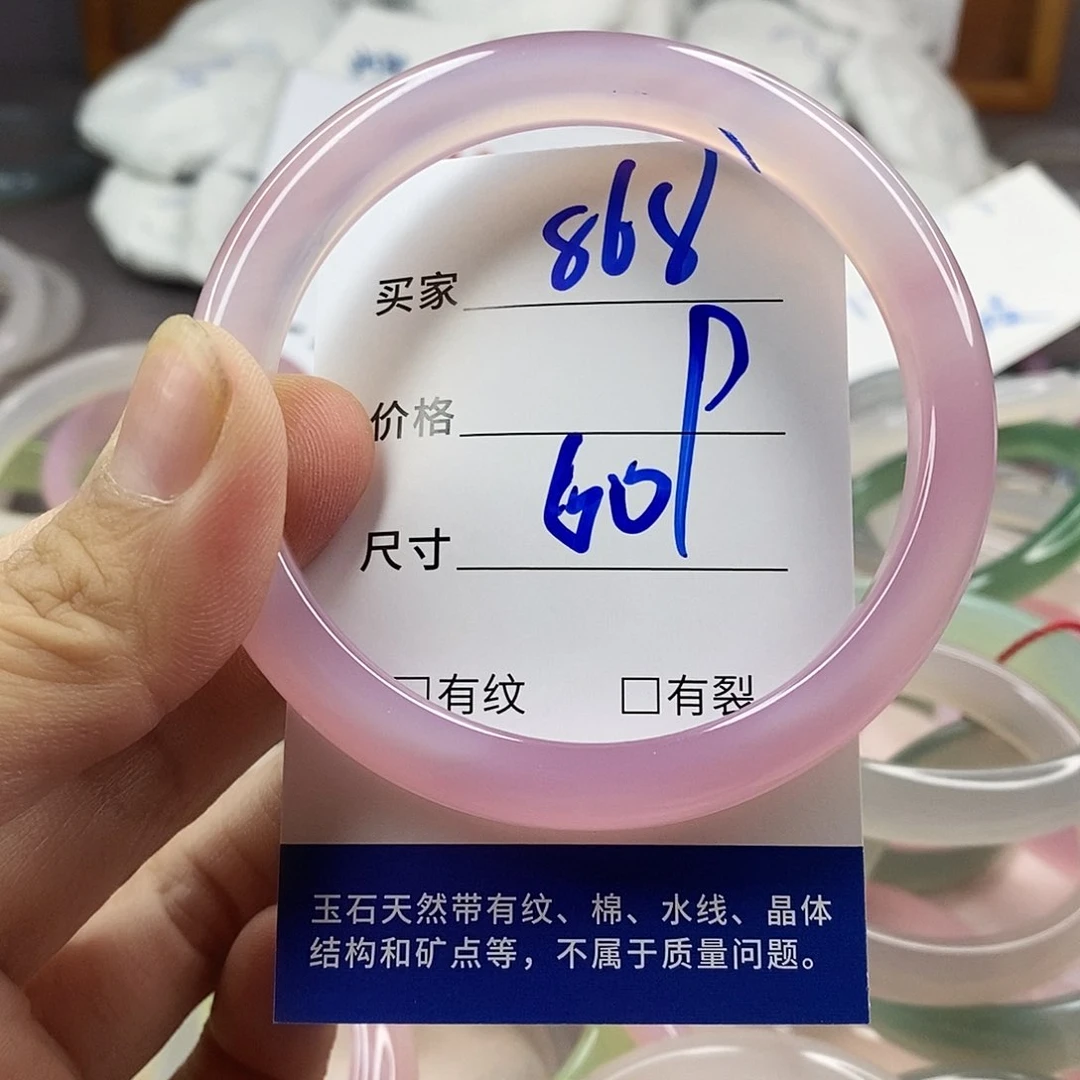 买家 868
价格
尺寸 60P
□有纹 □有裂
玉石天然带有纹、棉、水线、晶体
结构和矿点等，不属于质量问题。